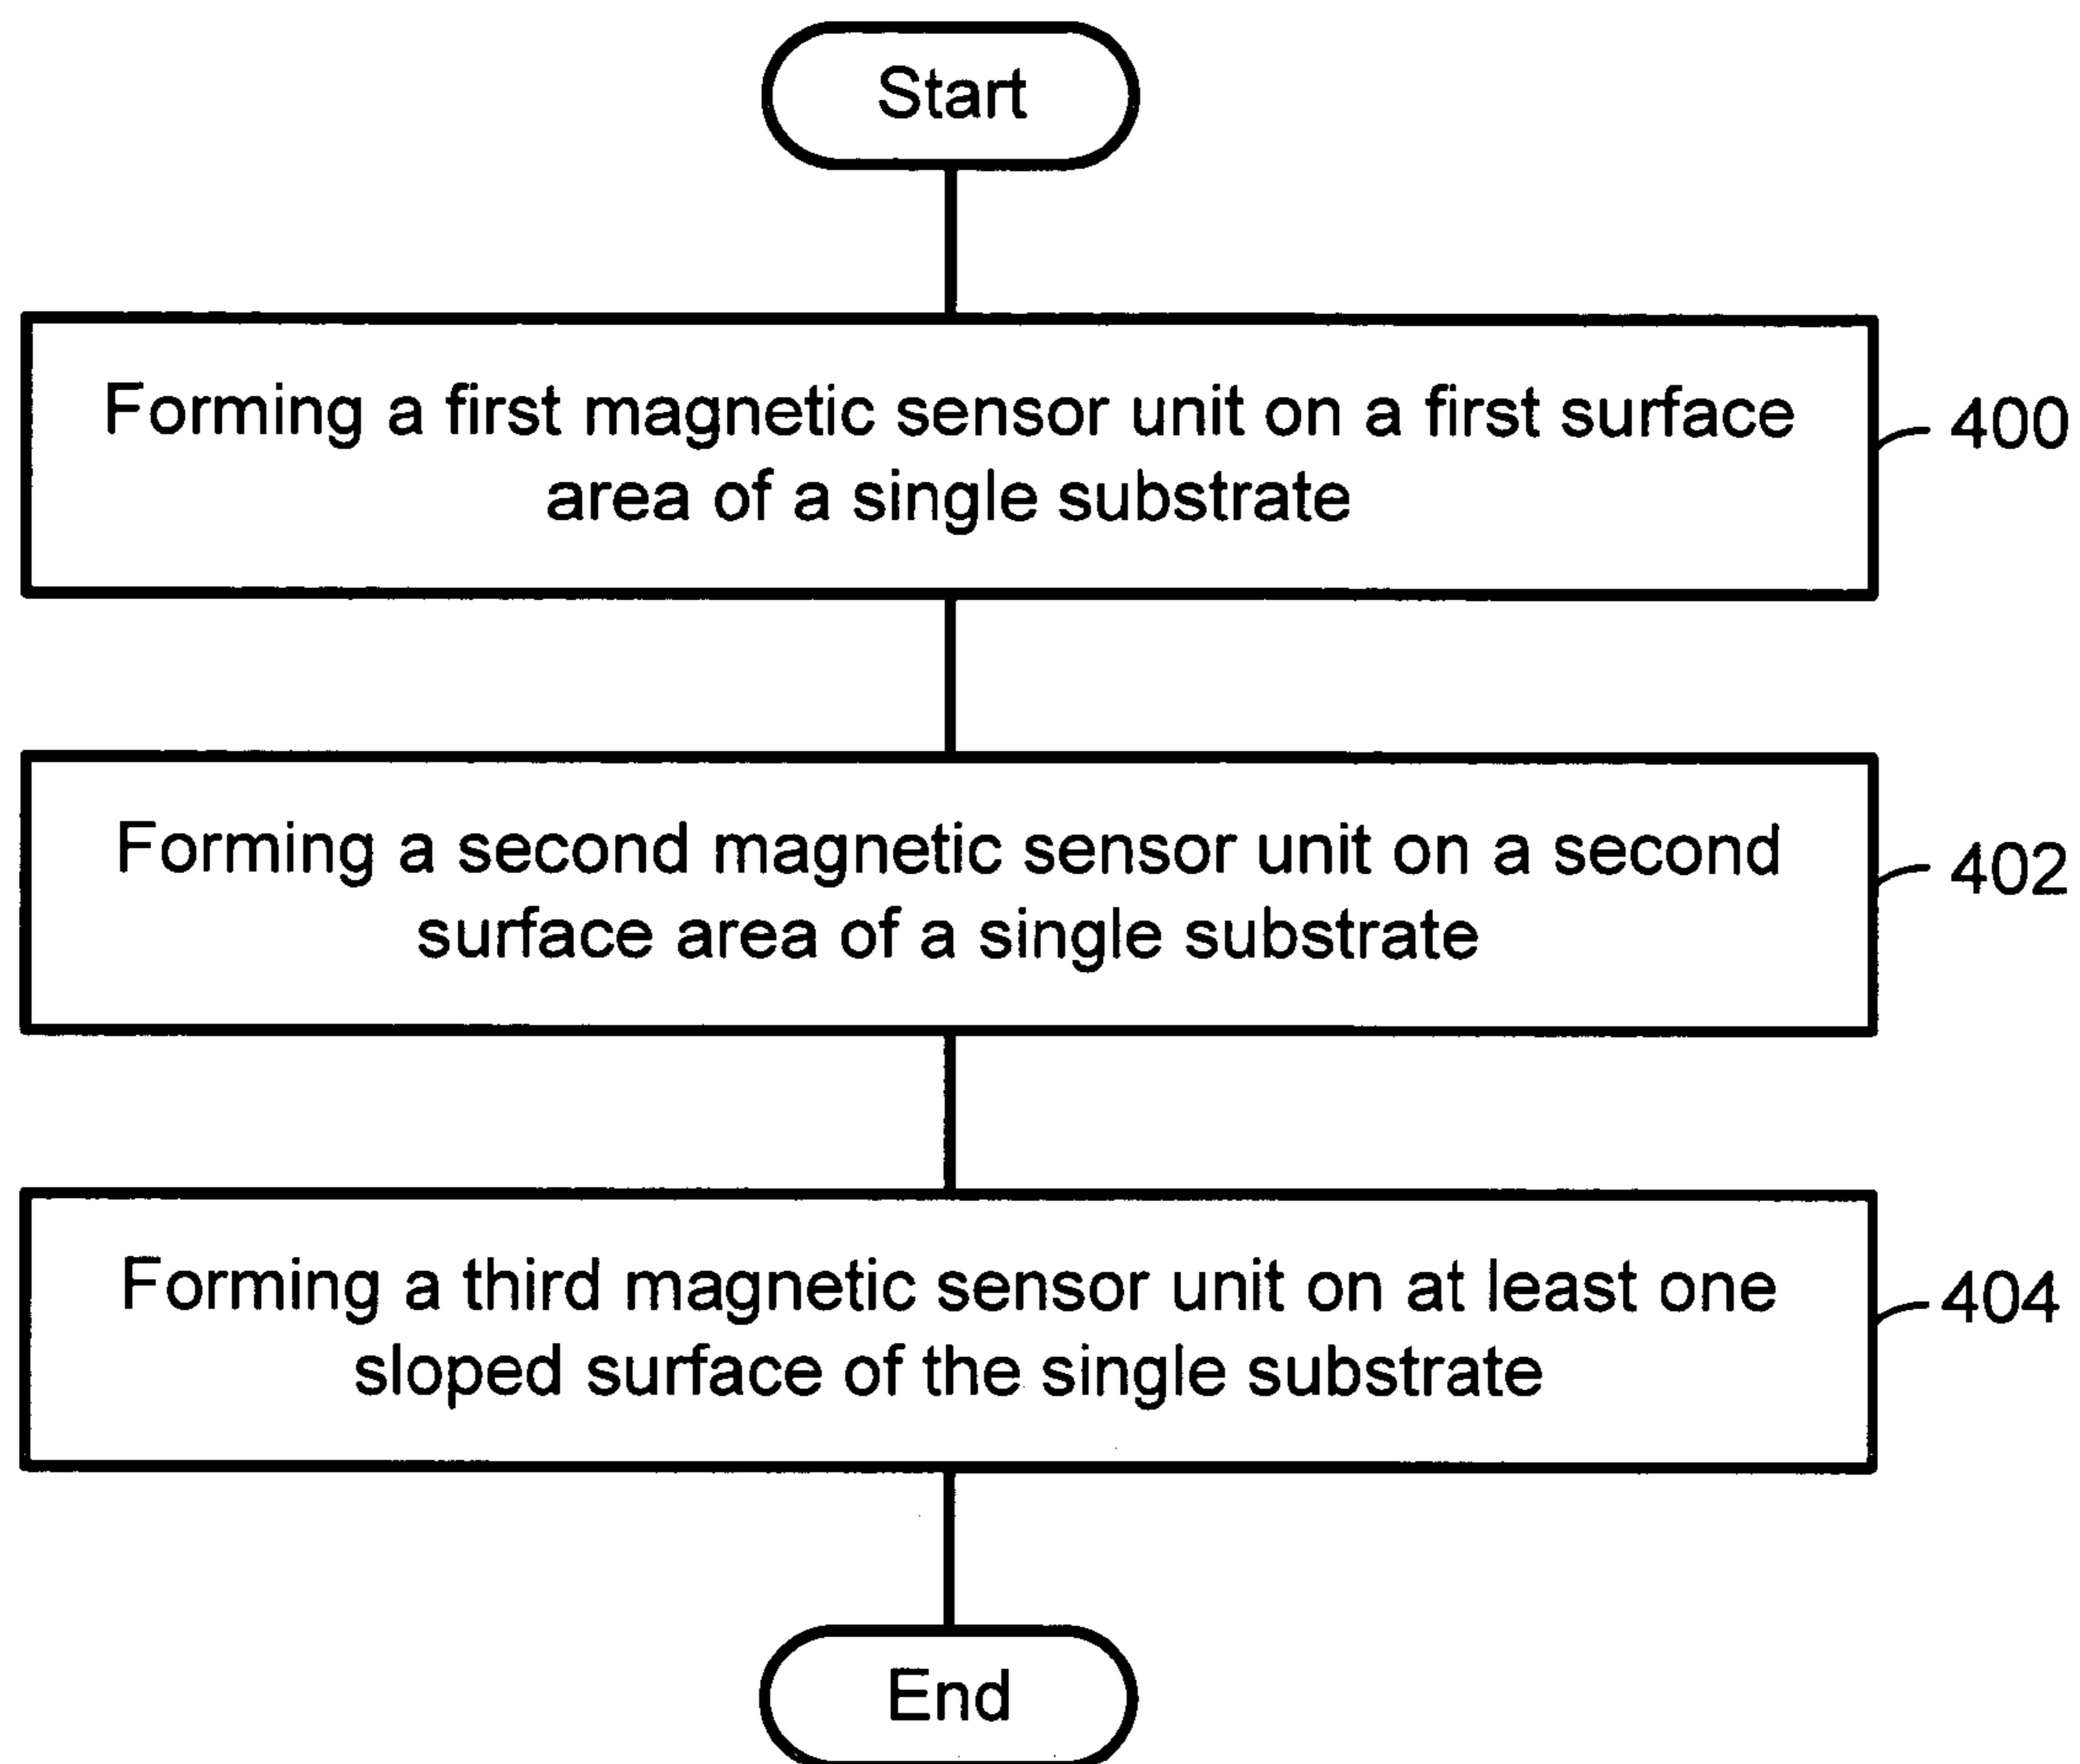 Start
Forming a first magnetic sensor unit on a first surface
area of a single substrate
400
Forming a second magnetic sensor unit on a second
surface area of a single substrate
402
Forming a third magnetic sensor unit on at least one
sloped surface of the single substrate
404
End